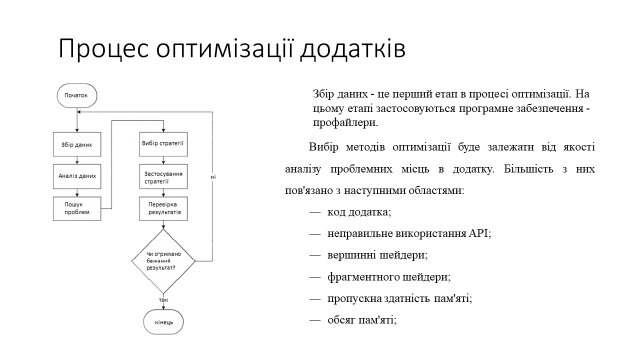 Процес оптимізації додатків
Початок
Збір даних
Аналіз даних
Пошук
проблем
Вибір стратегії
Застосування
стратегії
Перевірка
результатів
Чи отримано
бажаний
результат?
ні
так
кінець
Збір даних - це перший етап в процесі оптимізації. На
цьому етапі застосовуються програмне забезпечення -
профайлери.
Вибір методів оптимізації буде залежати від якості
аналізу проблемних місць в додатку. Більшість з них
пов'язано з наступними областями:
— код додатка;
— неправильне використання API;
— вершинні шейдери;
— фрагментного шейдери;
— пропускна здатність пам'яті;
— обсяг пам'яті;